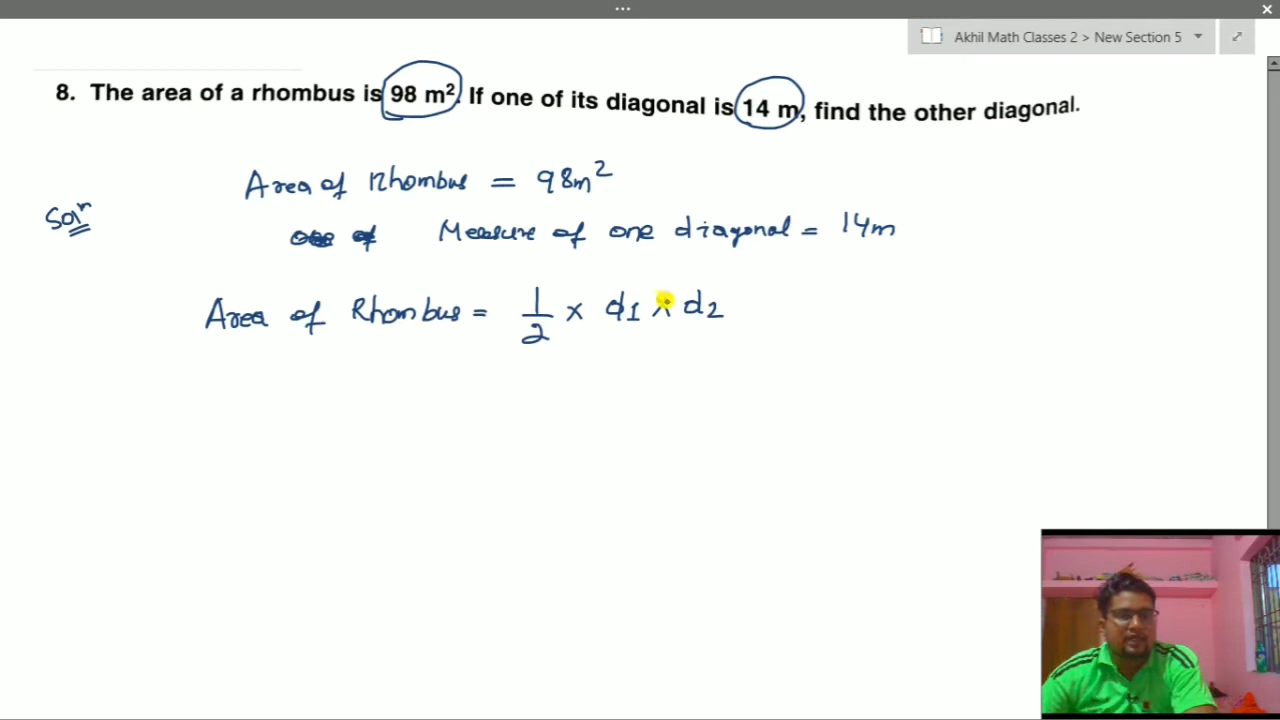 Akhil Math Classes 2 > New Section 5
8. The area of a rhombus is 98 m². If one of its diagonal is 14 m, find the other diagonal.
Area of Rhombus = 98m²
Solⁿ
Measure of one diagonal = 14m
Area of Rhombus = 1/2 × d1 × d2